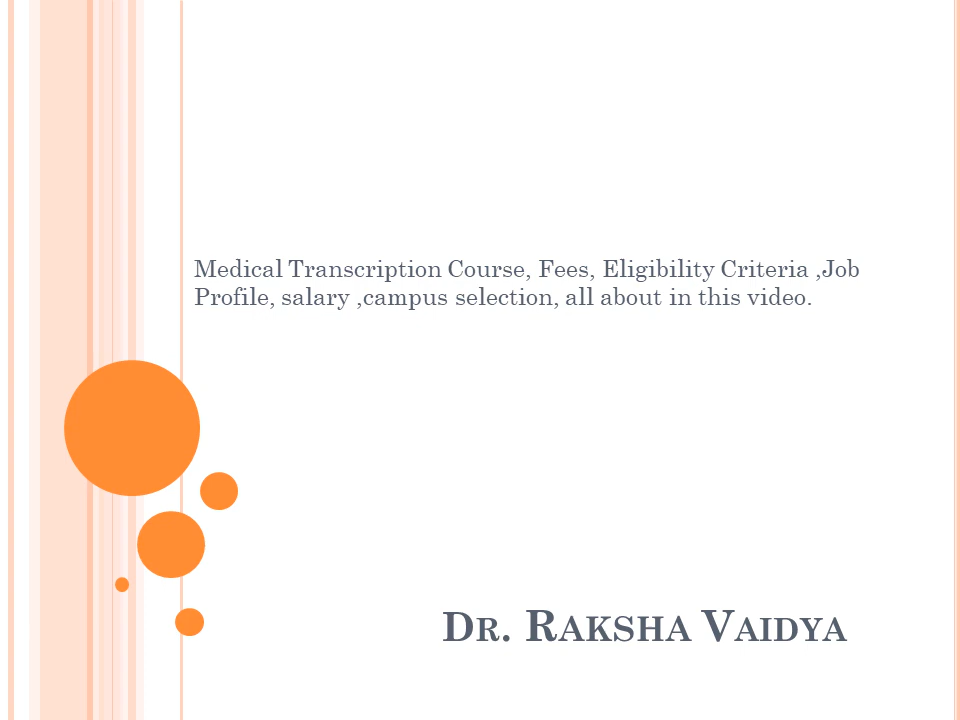 Medical Transcription Course, Fees, Eligibility Criteria ,Job
Profile, salary ,campus selection, all about in this video.
Dr. Raksha Vaidya